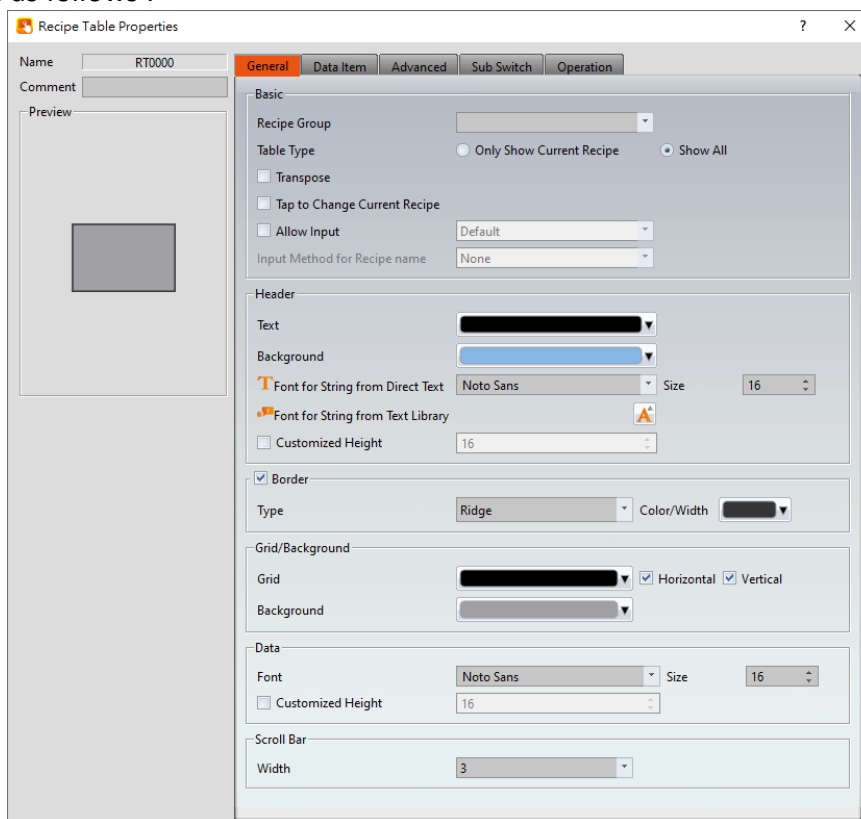 as follows :
Recipe Table Properties ? ×
Name RT0000
Comment
Preview
General Data Item Advanced Sub Switch Operation
Basic
Recipe Group
Table Type Only Show Current Recipe Show All
Transpose
Tap to Change Current Recipe
Allow Input Default
Input Method for Recipe name None
Header
Text
Background
Font for String from Direct Text Noto Sans Size 16
Font for String from Text Library
Customized Height 16
Border
Type Ridge Color/Width
Grid/Background
Grid Horizontal Vertical
Background
Data
Font Noto Sans Size 16
Customized Height 16
Scroll Bar
Width 3